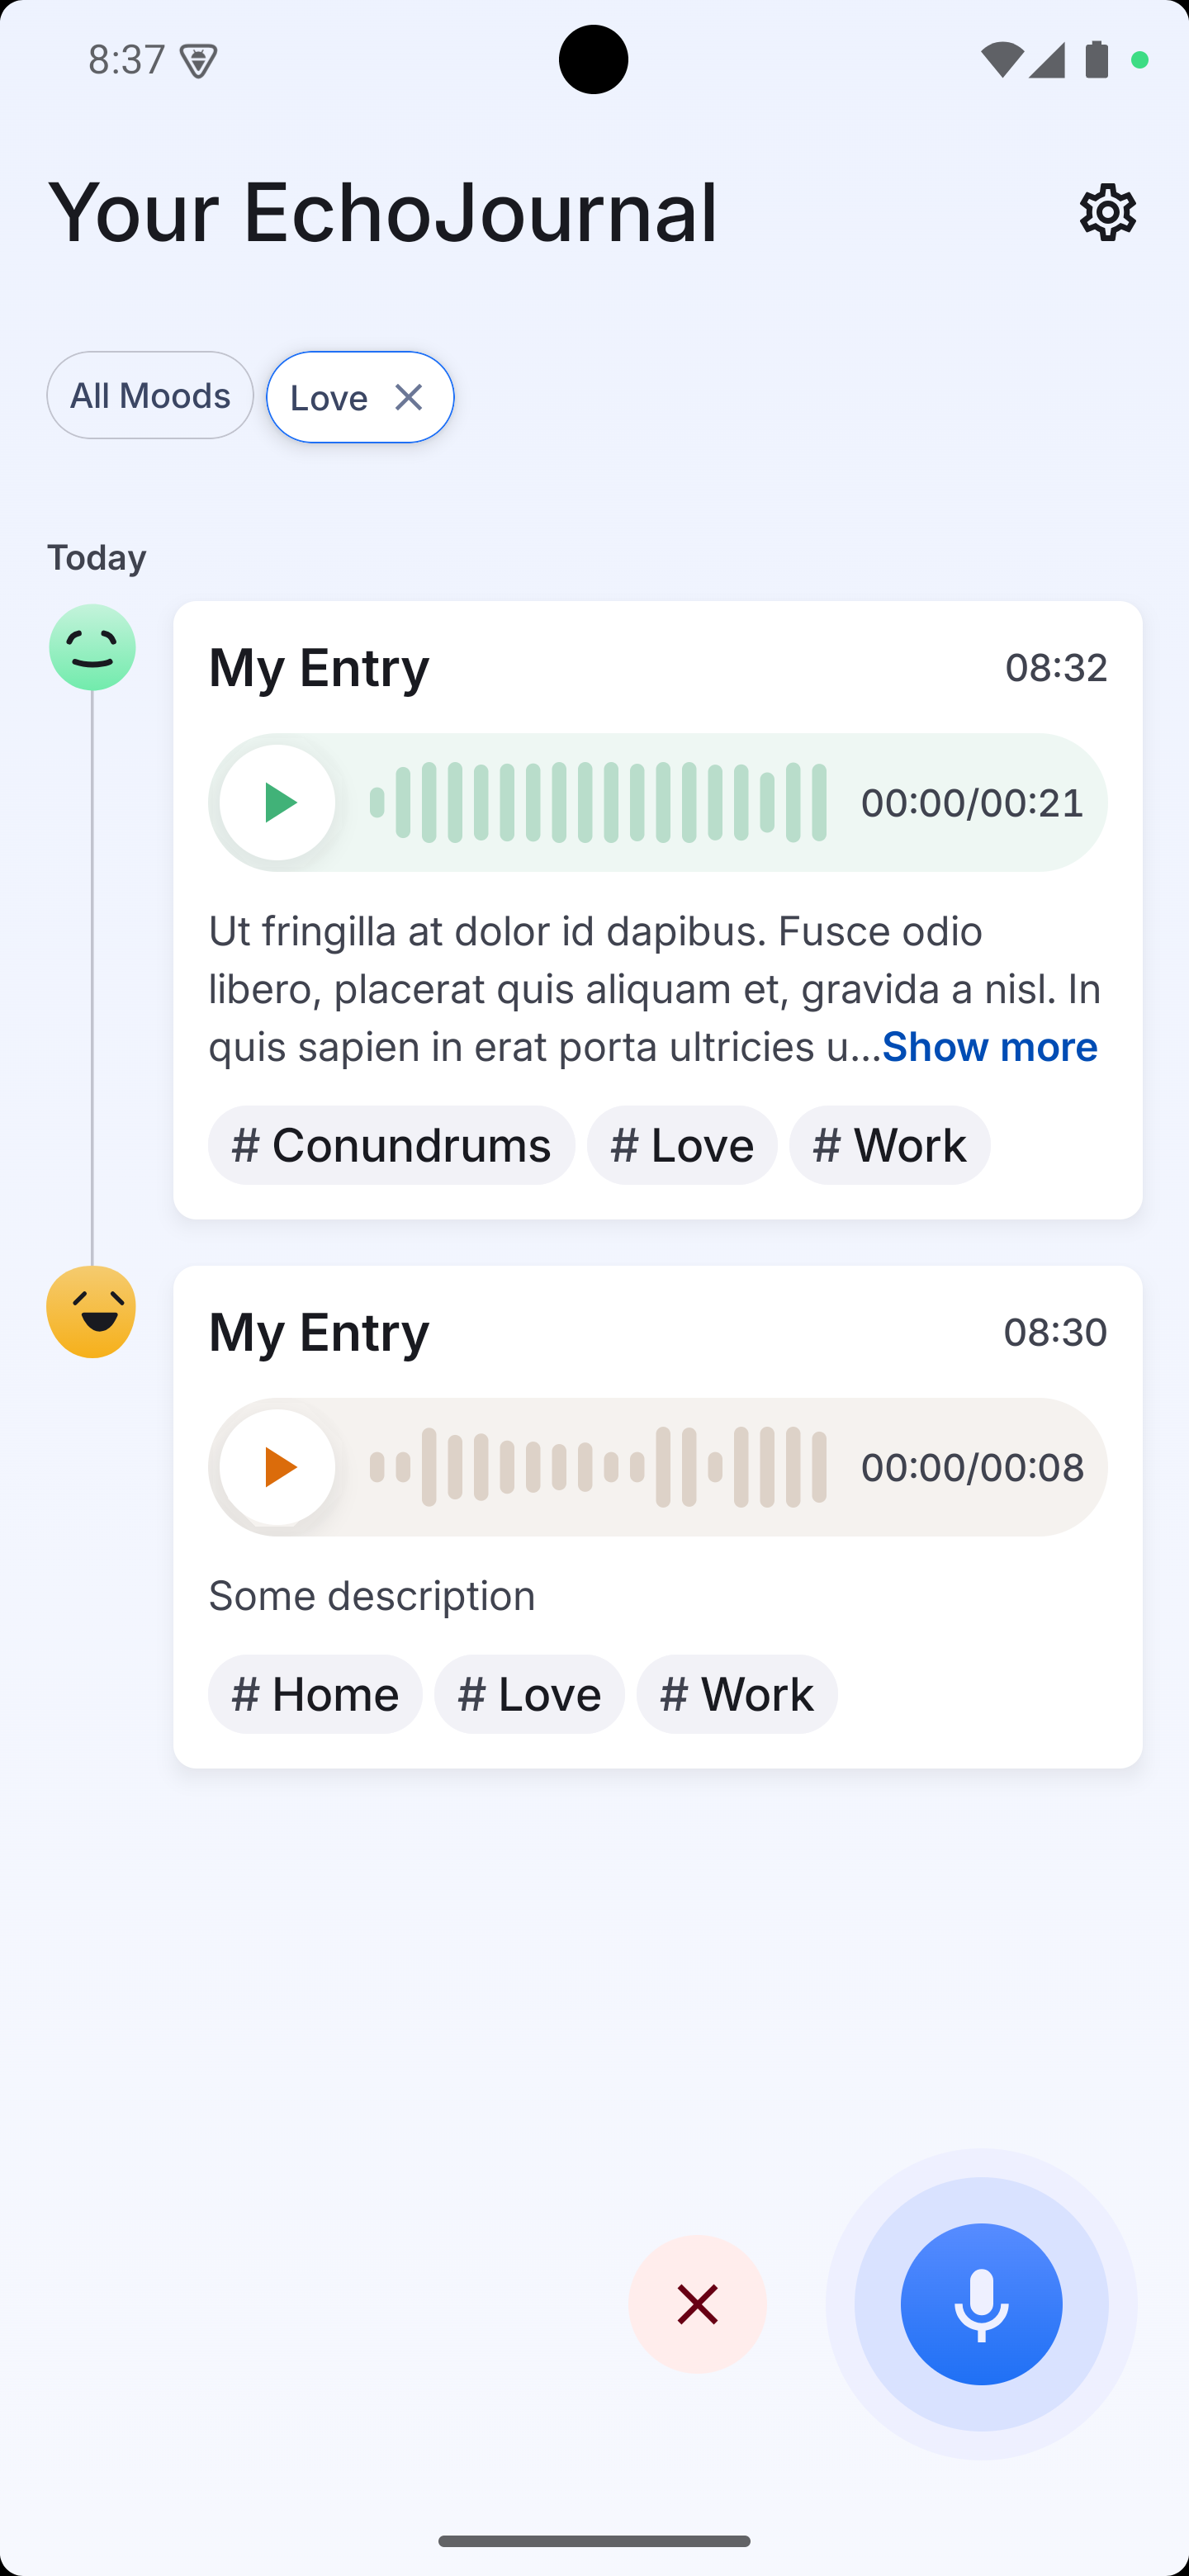 8:37
Your EchoJournal
All Moods
Love
Today
My Entry
08:32
00:00/00:21
Ut fringilla at dolor id dapibus. Fusce odio
libero, placerat quis aliquam et, gravida a nisl. In
quis sapien in erat porta ultricies u...Show more
# Conundrums # Love # Work
My Entry
08:30
00:00/00:08
Some description
# Home # Love # Work